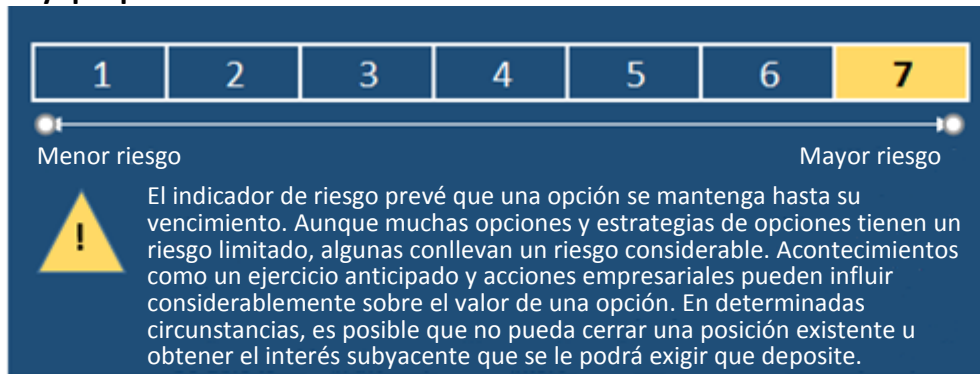 1 2 3 4 5 6 7
Menor riesgo Mayor riesgo
El indicador de riesgo prevé que una opción se mantenga hasta su
! vencimiento. Aunque muchas opciones y estrategias de opciones tienen un
riesgo limitado, algunas conllevan un riesgo considerable. Acontecimientos
como un ejercicio anticipado y acciones empresariales pueden influir
considerablemente sobre el valor de una opción. En determinadas
circunstancias, es posible que no pueda cerrar una posición existente u
obtener el interés subyacente que se le podrá exigir que deposite.